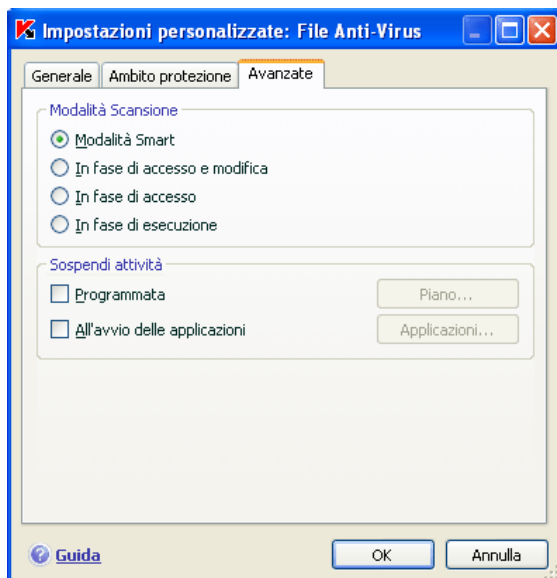 Impostazioni personalizzate: File Anti-Virus
Generale
Ambito protezione
Avanzate
Modalità Scansione
Modalità Smart
In fase di accesso e modifica
In fase di accesso
In fase di esecuzione
Sospendi attività
Programmata
Piano...
All'avvio delle applicazioni
Applicazioni...
Guida
OK
Annulla